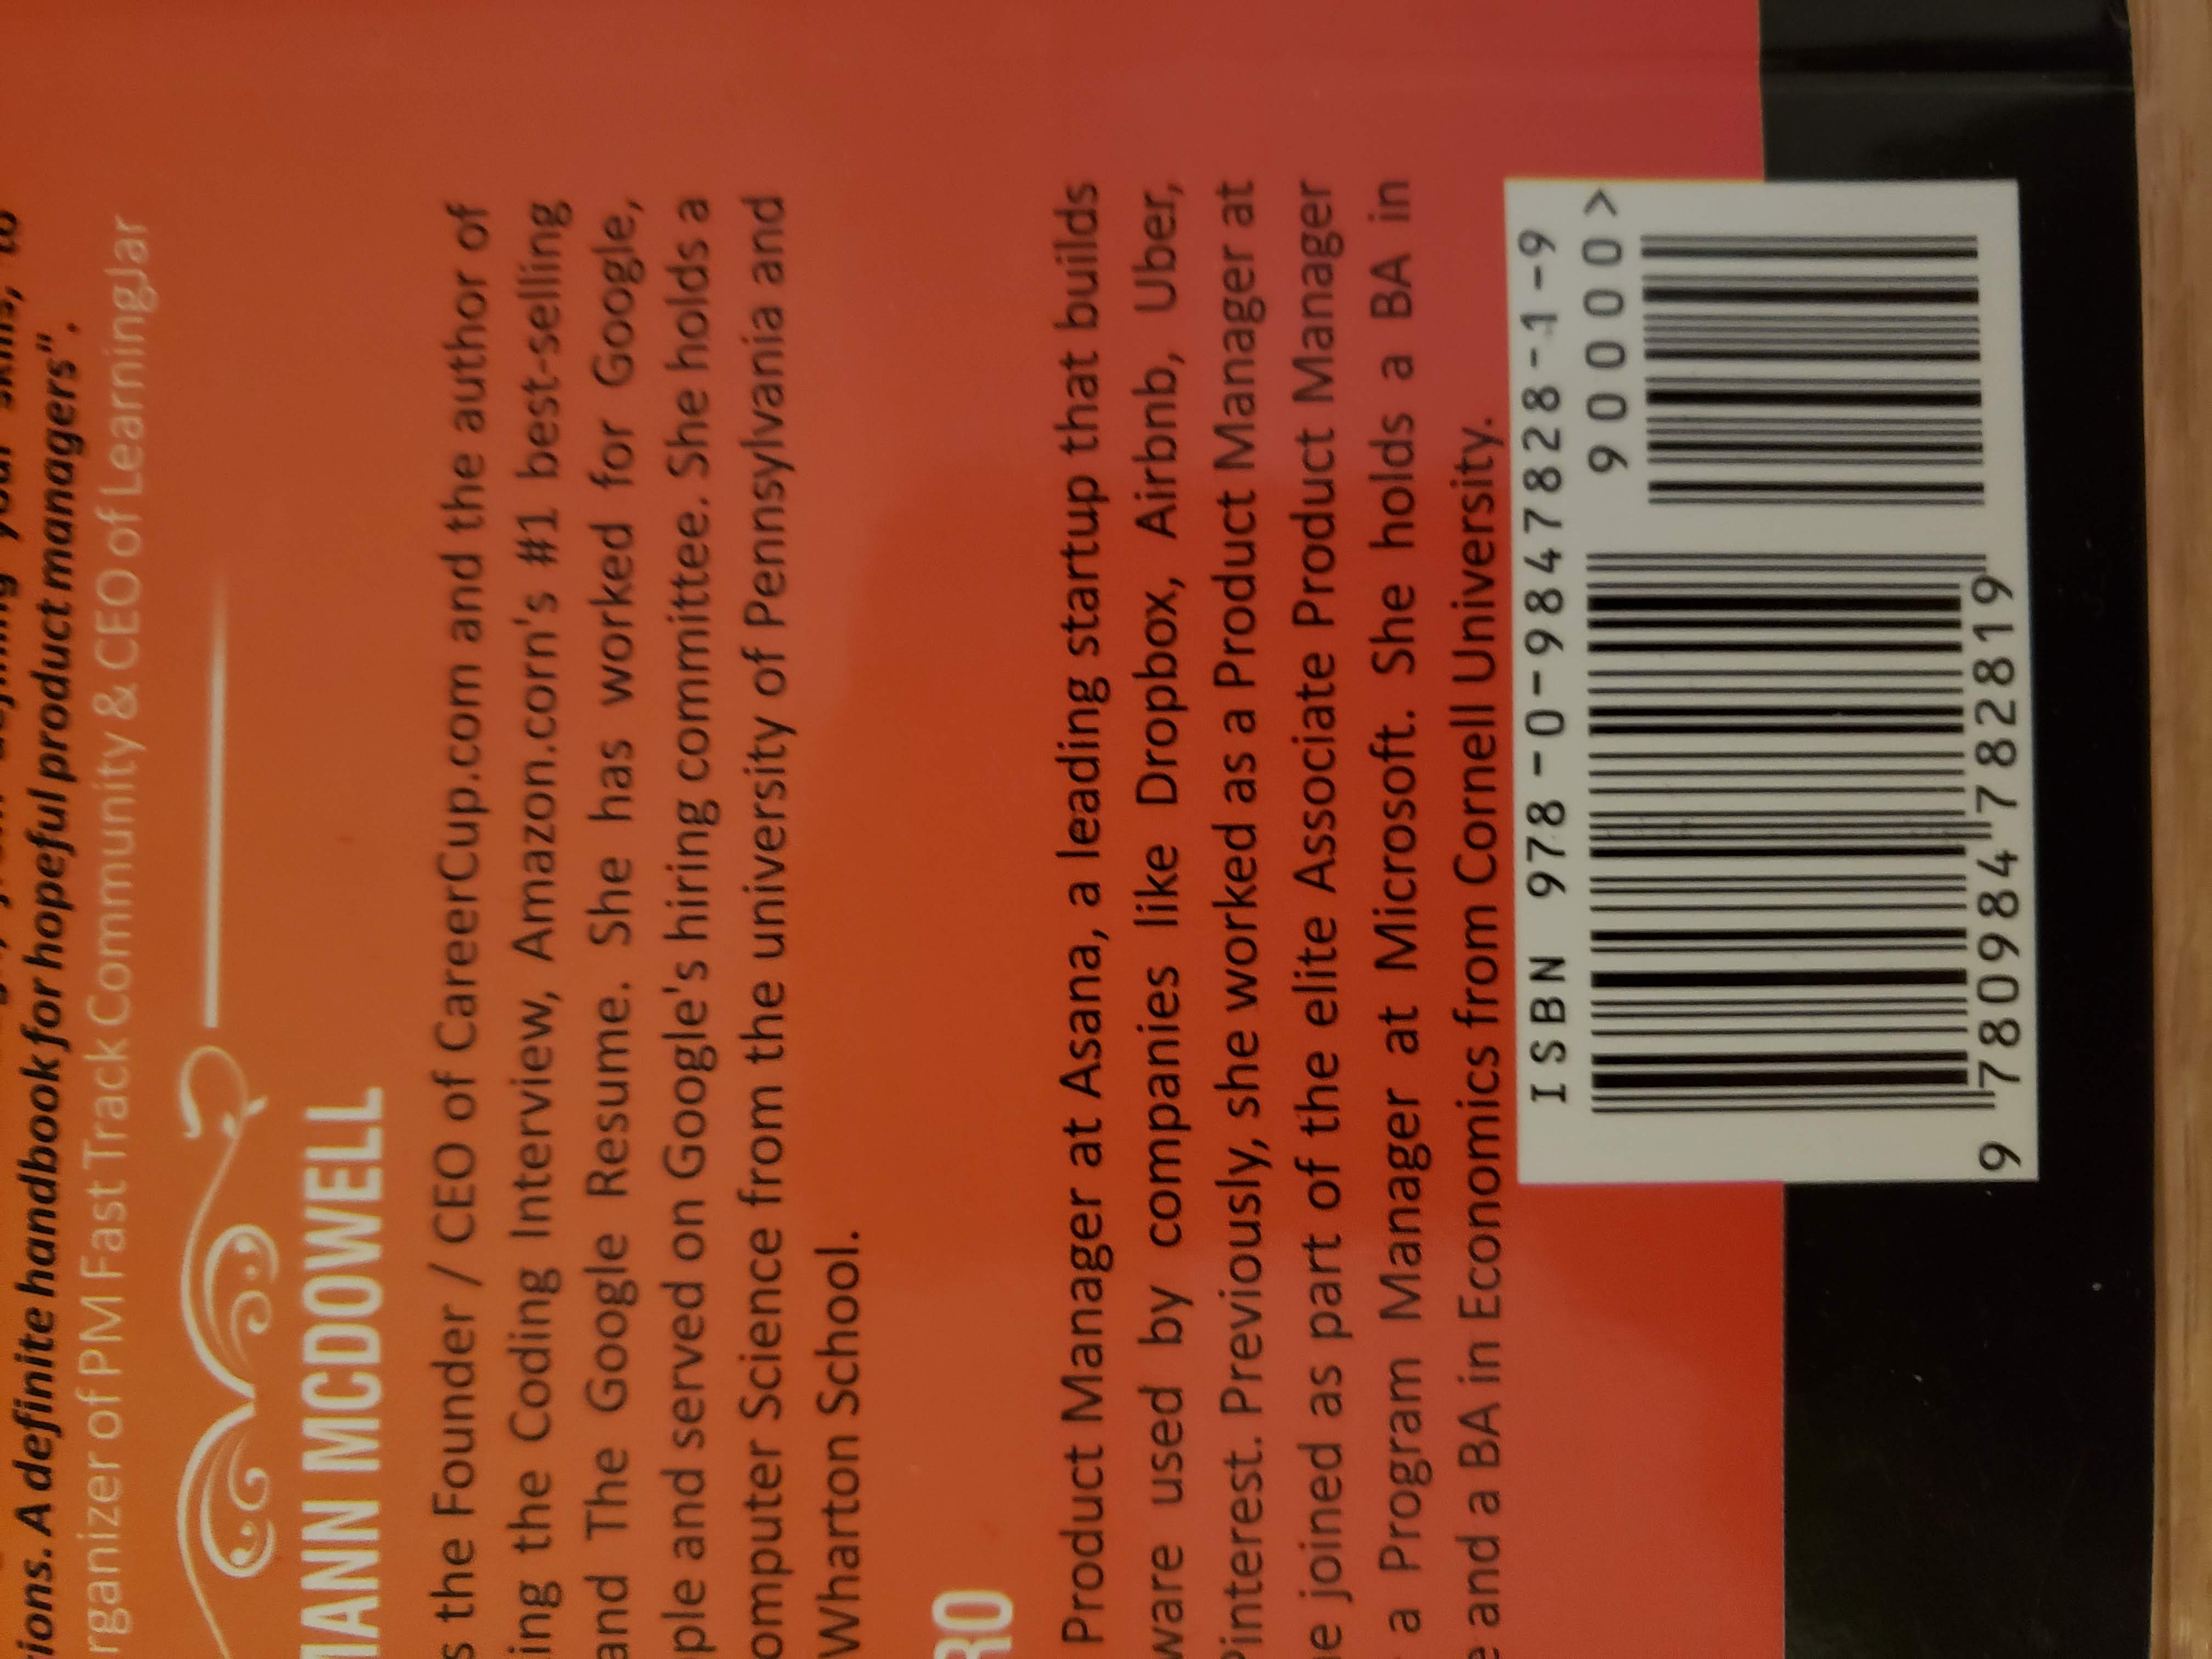 your skills, to
ions. A definite handbook for hopeful product managers".
rganizer of PM Fast Track Community & CEO of LearningJar
MANN MCDOWELL
s the Founder / CEO of CareerCup.com and the author of
ing the Coding Interview, Amazon.corn's #1 best-selling
and The Google Resume. She has worked for Google,
ple and served on Google's hiring committee. She holds a
omputer Science from the university of Pennsylvania and
Wharton School.
RO
Product Manager at Asana, a leading startup that builds
ware used by companies like Dropbox, Airbnb, Uber,
Pinterest. Previously, she worked as a Product Manager at
e joined as part of the elite Associate Product Manager
a Program Manager at Microsoft. She holds a BA in
e and a BA in Economics from Cornell University.
ISBN 978-0-9847828-1-9
90000>
9 780984 782819